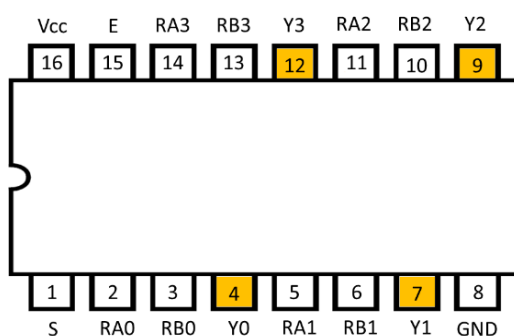 Vcc E RA3 RB3 Y3 RA2 RB2 Y2
16 15 14 13 12 11 10 9
1 2 3 4 5 6 7 8
S RA0 RB0 Y0 RA1 RB1 Y1 GND